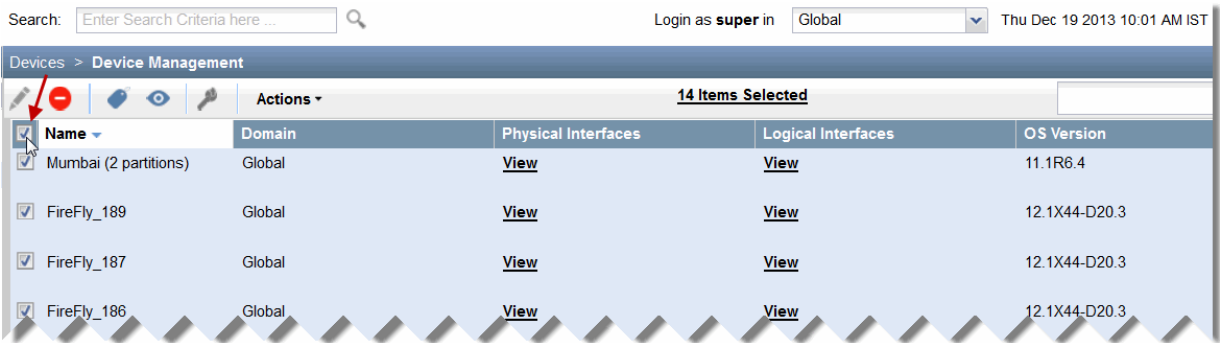 Search: Enter Search Criteria here ... Login as super in Global Thu Dec 19 2013 10:01 AM IST
Devices > Device Management
Actions 14 Items Selected
Name Domain Physical Interfaces Logical Interfaces OS Version
Mumbai (2 partitions) Global View View 11.1R6.4
FireFly_189 Global View View 12.1X44-D20.3
FireFly_187 Global View View 12.1X44-D20.3
FireFly_186 Global View View 12.1X44-D20.3